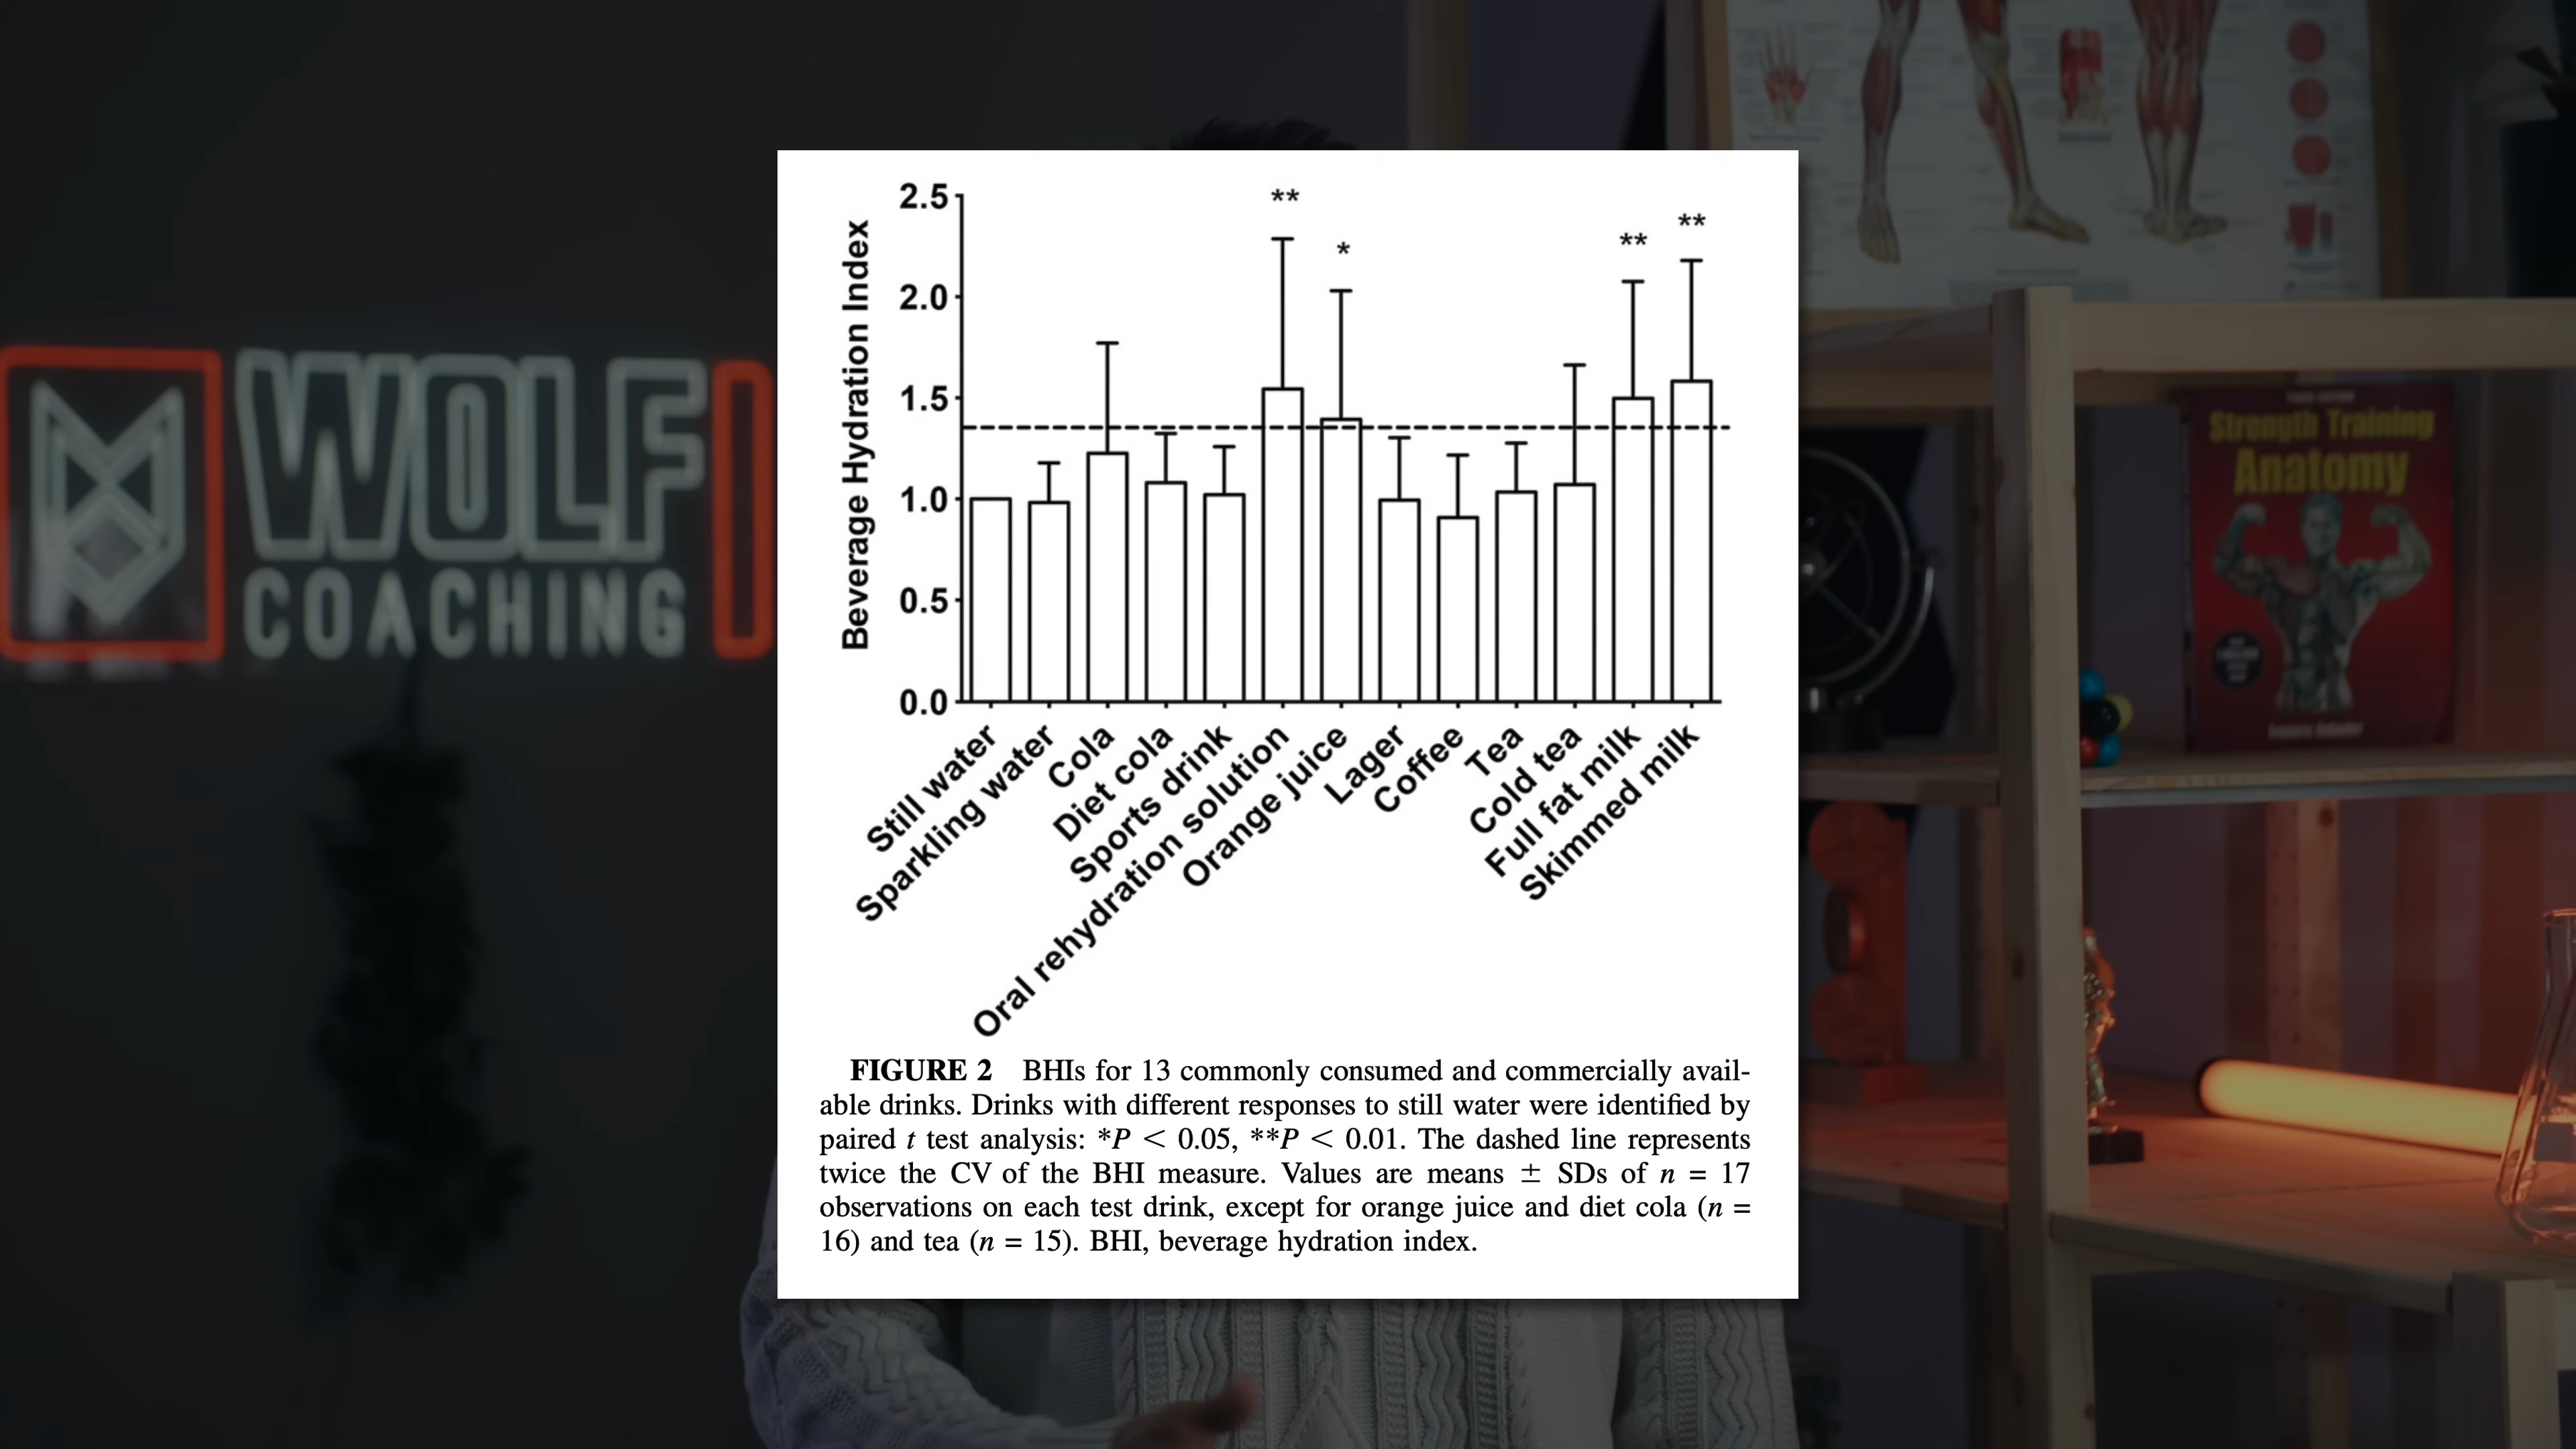 WOLF
COACHING
2.5
2.0
1.5
1.0
0.5
0.0
Beverage Hydration Index
**
*
**
**
Still water
Sparkling water
Cola
Diet cola
Sports drink
Oral rehydration solution
Orange juice
Lager
Coffee
Tea
Cold tea
Full fat milk
Skimmed milk
FIGURE 2 BHIs for 13 commonly consumed and commercially avail-
able drinks. Drinks with different responses to still water were identified by
paired t test analysis: *P < 0.05, **P < 0.01. The dashed line represents
twice the CV of the BHI measure. Values are means ± SDs of n = 17
observations on each test drink, except for orange juice and diet cola (n =
16) and tea (n = 15). BHI, beverage hydration index.
Strength Training
Anatomy